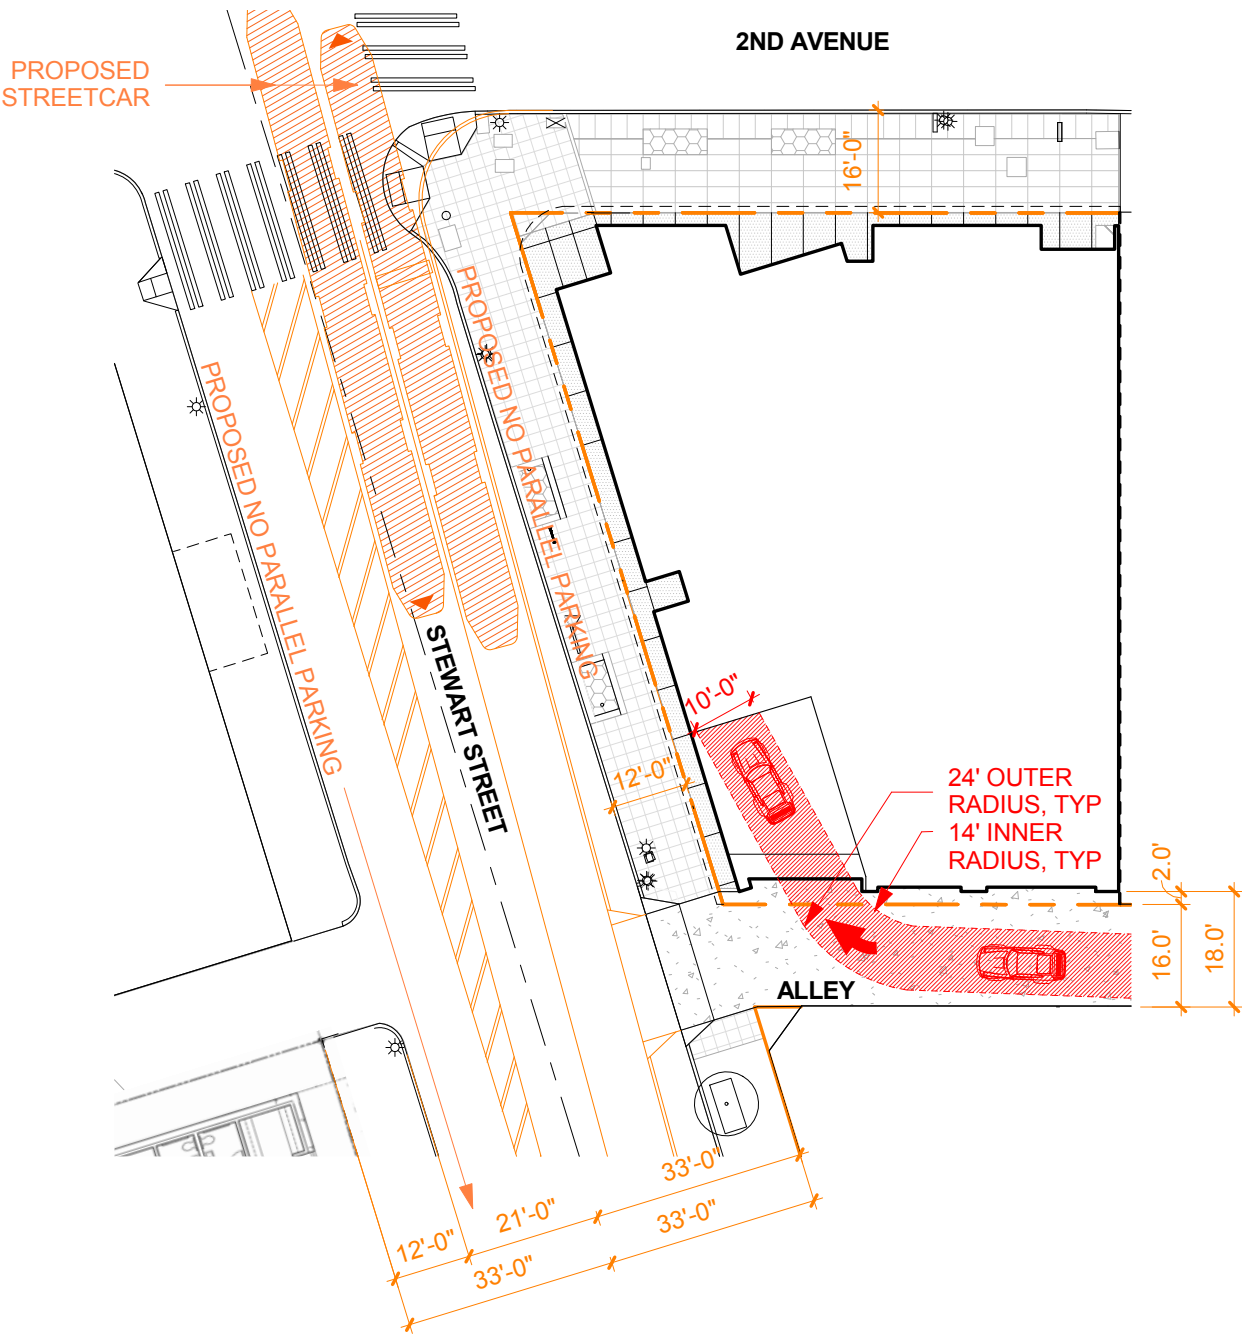 2ND AVENUE
PROPOSED
STREETCAR
16'-0"
PROPOSED NO PARALLEL PARKING
PROPOSED NO PARALLEL PARKING
STEWART STREET
10'-0"
12'-0"
24' OUTER
RADIUS, TYP
14' INNER
RADIUS, TYP
2.0'
16.0'
18.0'
ALLEY
33'-0"
21'-0"
33'-0"
12'-0"
33'-0"